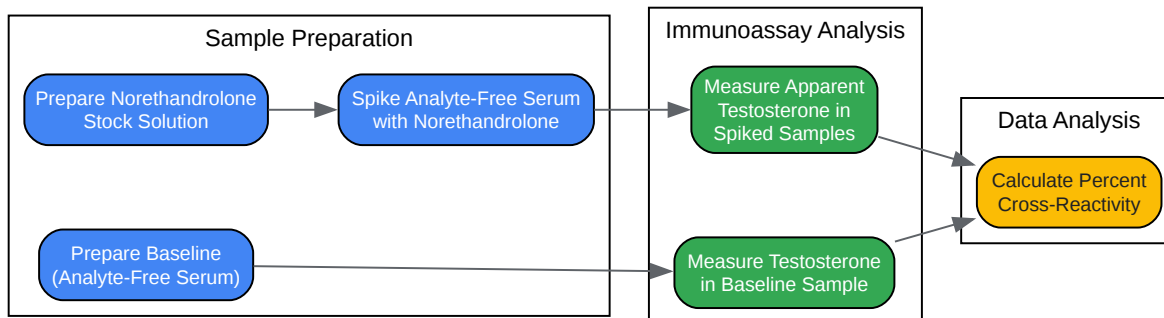 Sample Preparation
Prepare Norethandrolone
Stock Solution
Spike Analyte-Free Serum
with Norethandrolone
Prepare Baseline
(Analyte-Free Serum)
Immunoassay Analysis
Measure Apparent
Testosterone in
Spiked Samples
Measure Testosterone
in Baseline Sample
Data Analysis
Calculate Percent
Cross-Reactivity